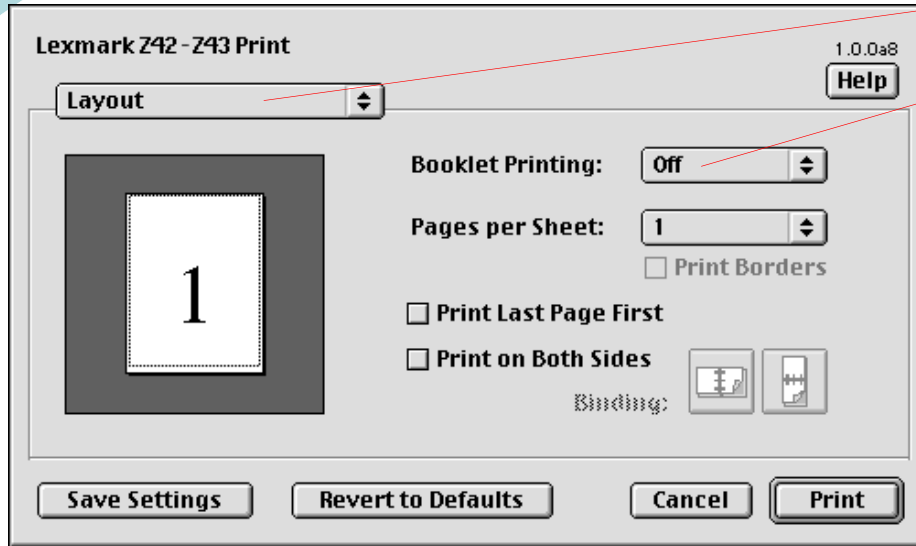 Lexmark Z42-Z43 Print
1.0.0a8
Help
Layout
Booklet Printing: Off
Pages per Sheet: 1
Print Borders
1
Print Last Page First
Print on Both Sides
Binding:
Save Settings
Revert to Defaults
Cancel
Print